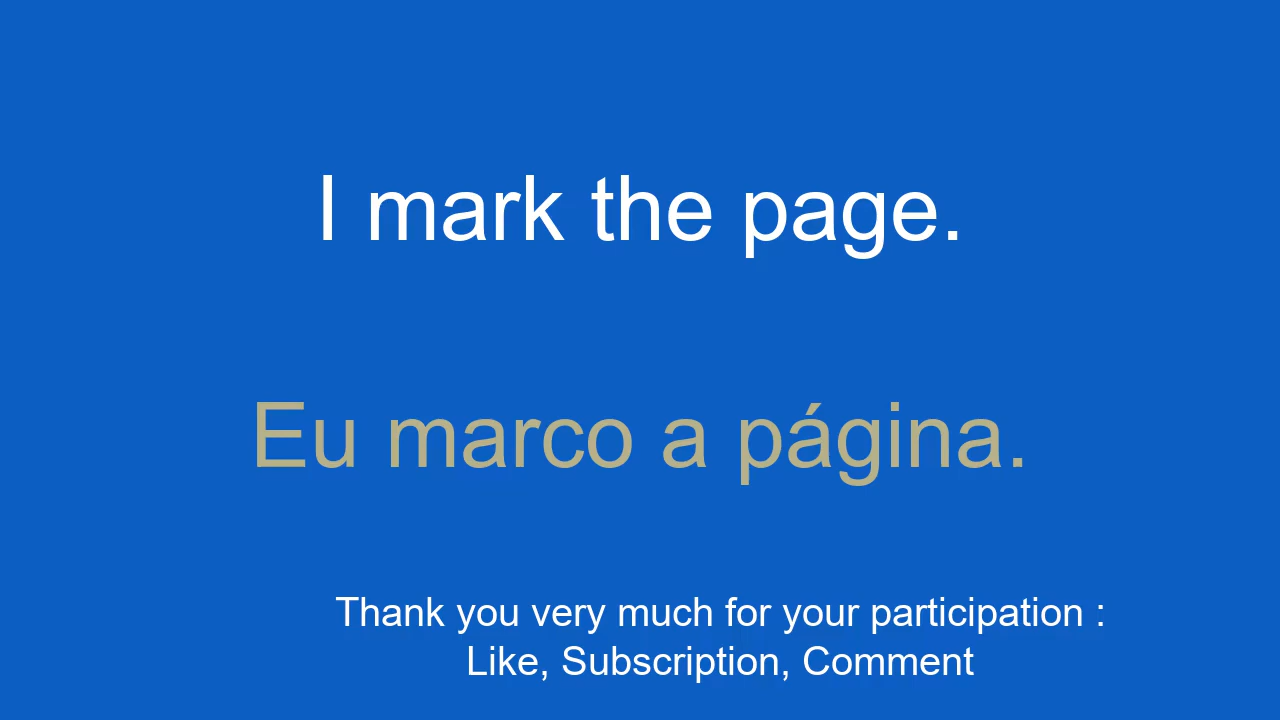 I mark the page.
Eu marco a página.
Thank you very much for your participation :
Like, Subscription, Comment